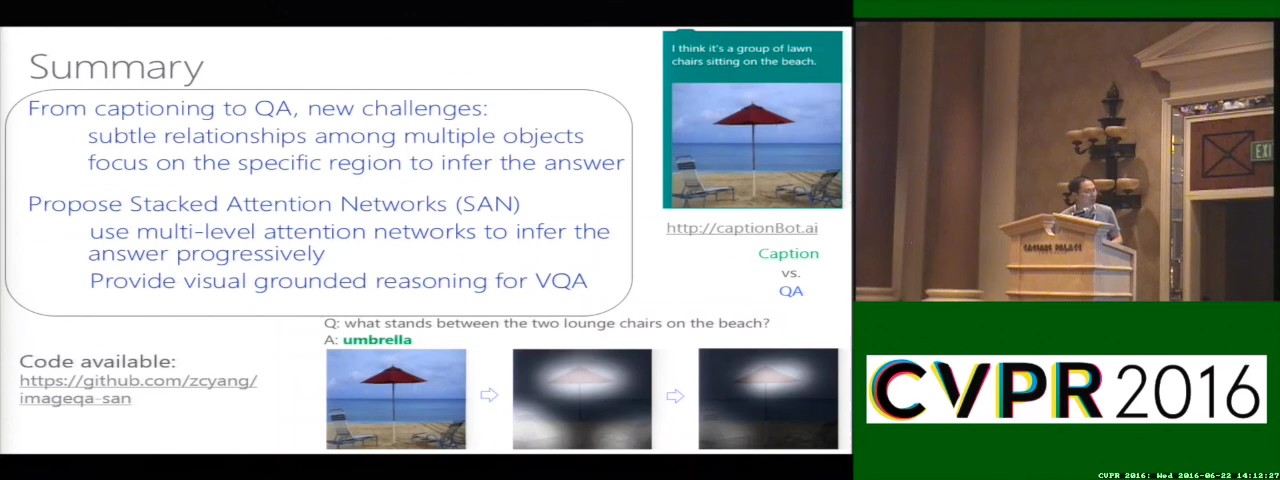 Summary
From captioning to QA, new challenges:
subtle relationships among multiple objects
focus on the specific region to infer the answer
Propose Stacked Attention Networks (SAN)
use multi-level attention networks to infer the
answer progressively
Provide visual grounded reasoning for VQA
I think it's a group of lawn
chairs sitting on the beach.
http://captionBot.ai
Caption
vs.
QA
Q: what stands between the two lounge chairs on the beach?
A: umbrella
Code available:
https://github.com/zcyang/
imageqa-san
EXI
CAESARS PALACE
CVPR 2016
CVPR 2016: Wed 2016-06-22 14:12:27